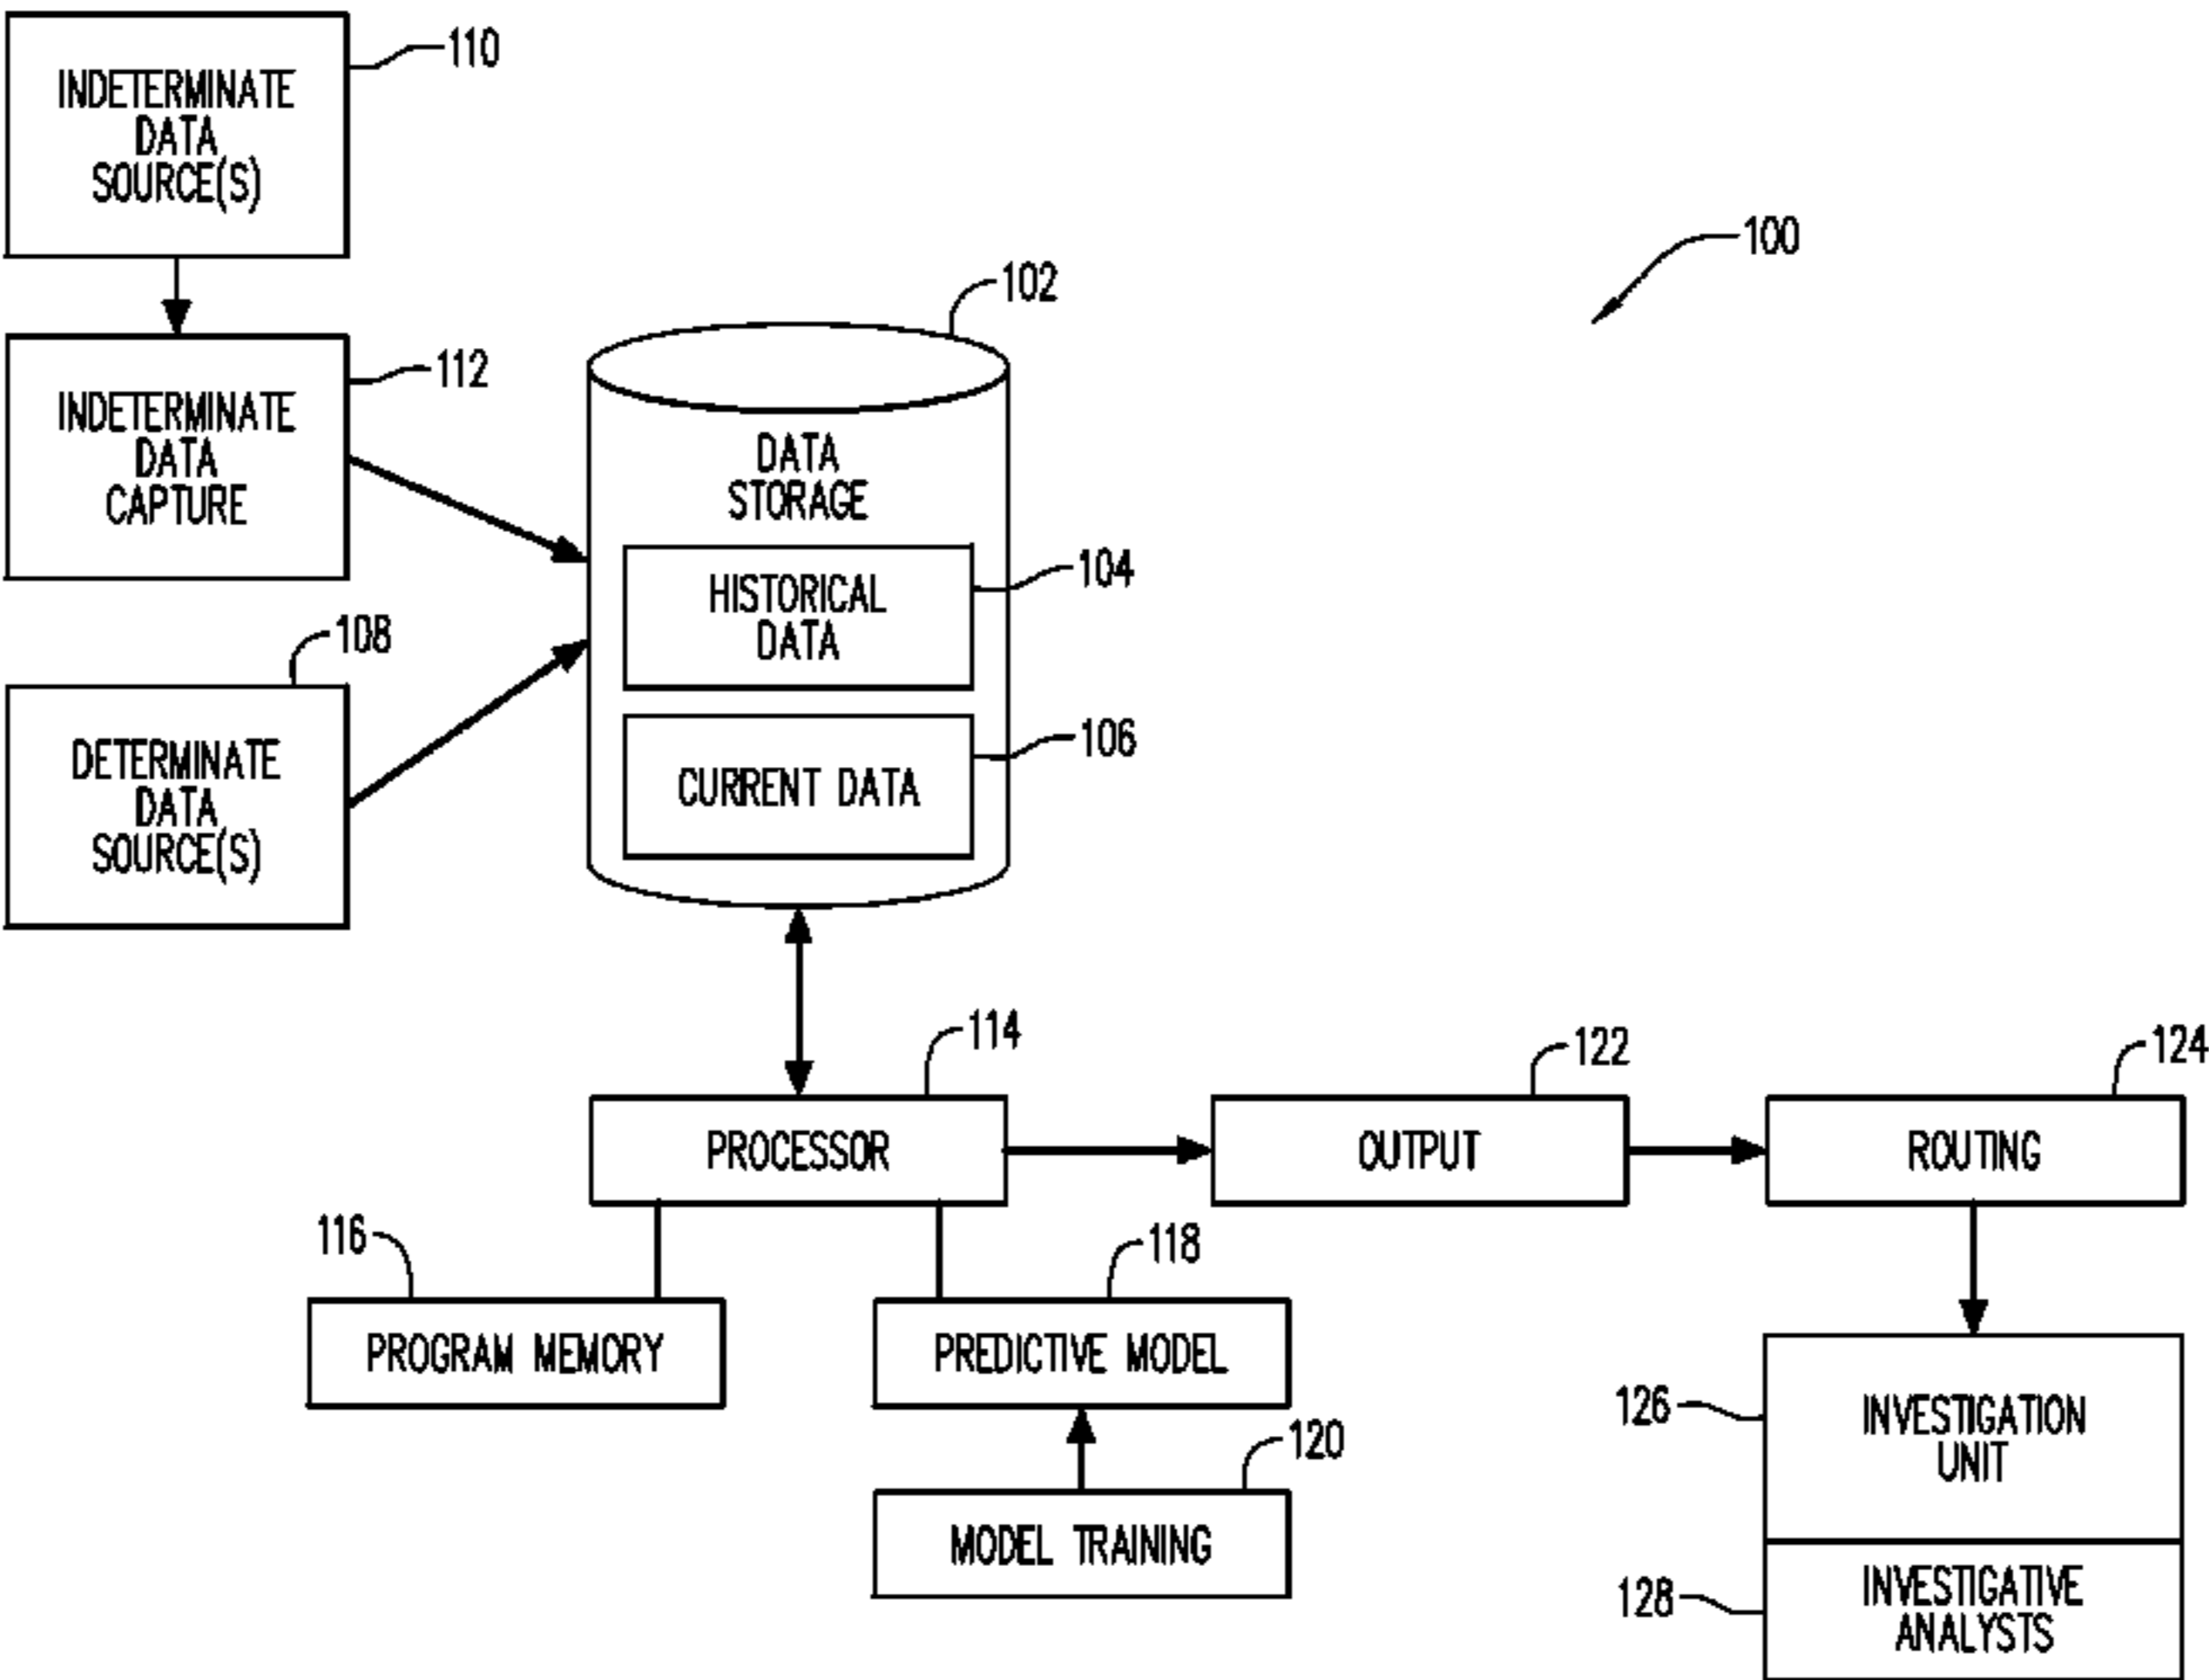 110
INDETERMINATE
DATA
SOURCE(S)
100
102
112
INDETERMINATE
DATA
CAPTURE
DATA
STORAGE
104
HISTORICAL
DATA
108
106
DETERMINATE
DATA
SOURCE(S)
CURRENT DATA
114
122
124
PROCESSOR
OUTPUT
ROUTING
116
118
PROGRAM MEMORY
PREDICTIVE MODEL
126
INVESTIGATION
UNIT
120
MODEL TRAINING
128
INVESTIGATIVE
ANALYSTS